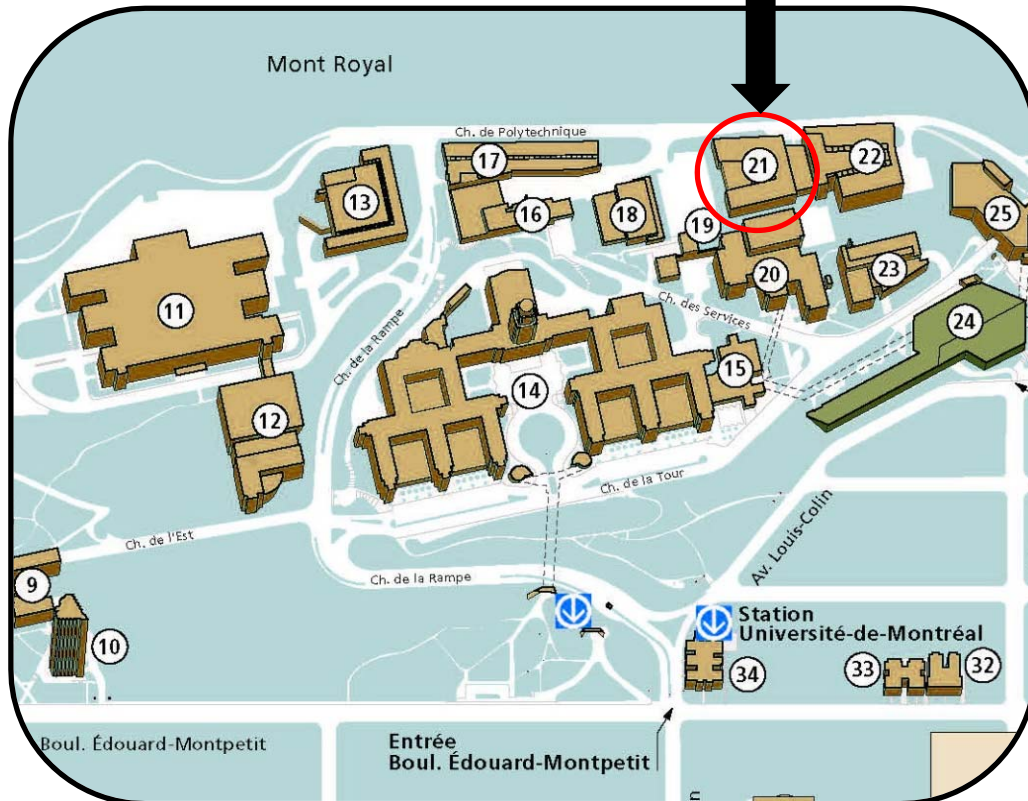 Mont Royal
Ch. de Polytechnique
17
21
22
13
16
18
19
25
20
23
11
Ch. de la Rampe
Ch. des Services
24
15
14
12
Ch. de la Tour
Ch. de l'Est
Av. Louis-Colin
9
Ch. de la Rampe
10
Station
Université-de-Montréal
34
33
32
Boul. Édouard-Montpetit
Entrée
Boul. Édouard-Montpetit